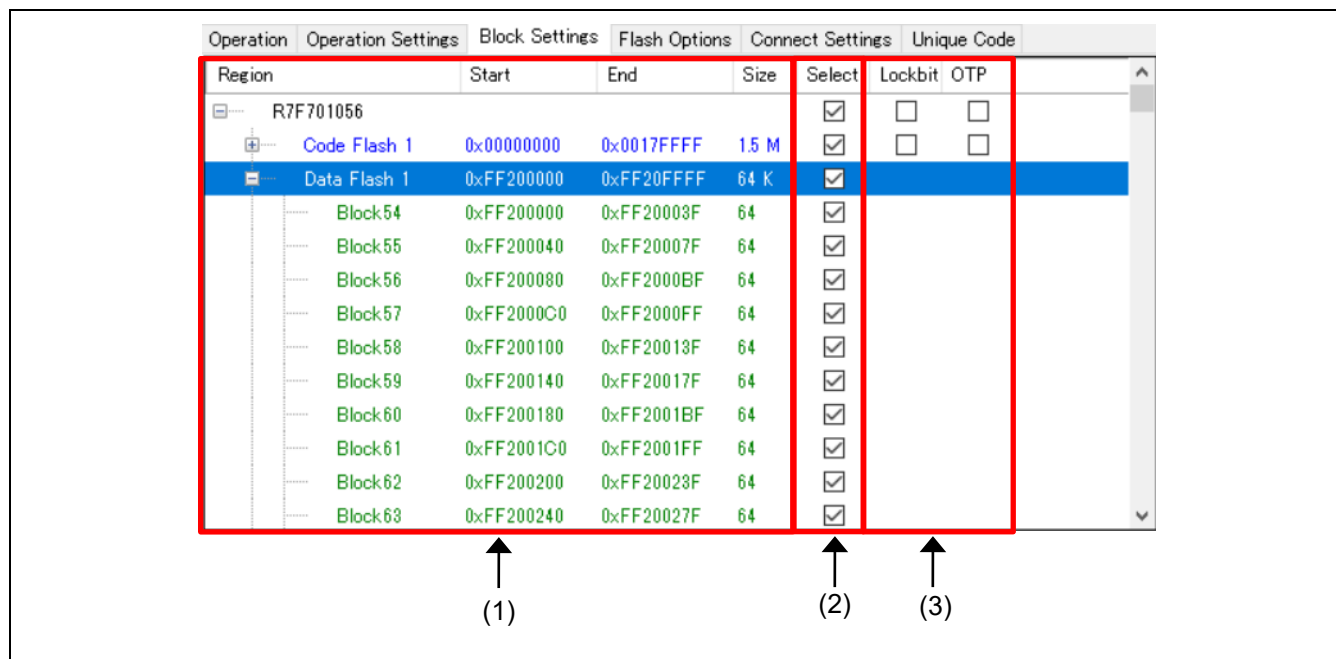 Operation Operation Settings Block Settings Flash Options Connect Settings Unique Code
Region Start End Size Select Lockbit OTP
R7F701056
Code Flash 1 0x00000000 0x0017FFFF 1.5 M
Data Flash 1 0xFF200000 0xFF20FFFF 64 K
Block54 0xFF200000 0xFF20003F 64
Block55 0xFF200040 0xFF20007F 64
Block56 0xFF200080 0xFF2000BF 64
Block57 0xFF2000C0 0xFF2000FF 64
Block58 0xFF200100 0xFF20013F 64
Block59 0xFF200140 0xFF20017F 64
Block60 0xFF200180 0xFF2001BF 64
Block61 0xFF2001C0 0xFF2001FF 64
Block62 0xFF200200 0xFF20023F 64
Block63 0xFF200240 0xFF20027F 64
(1) (2) (3)